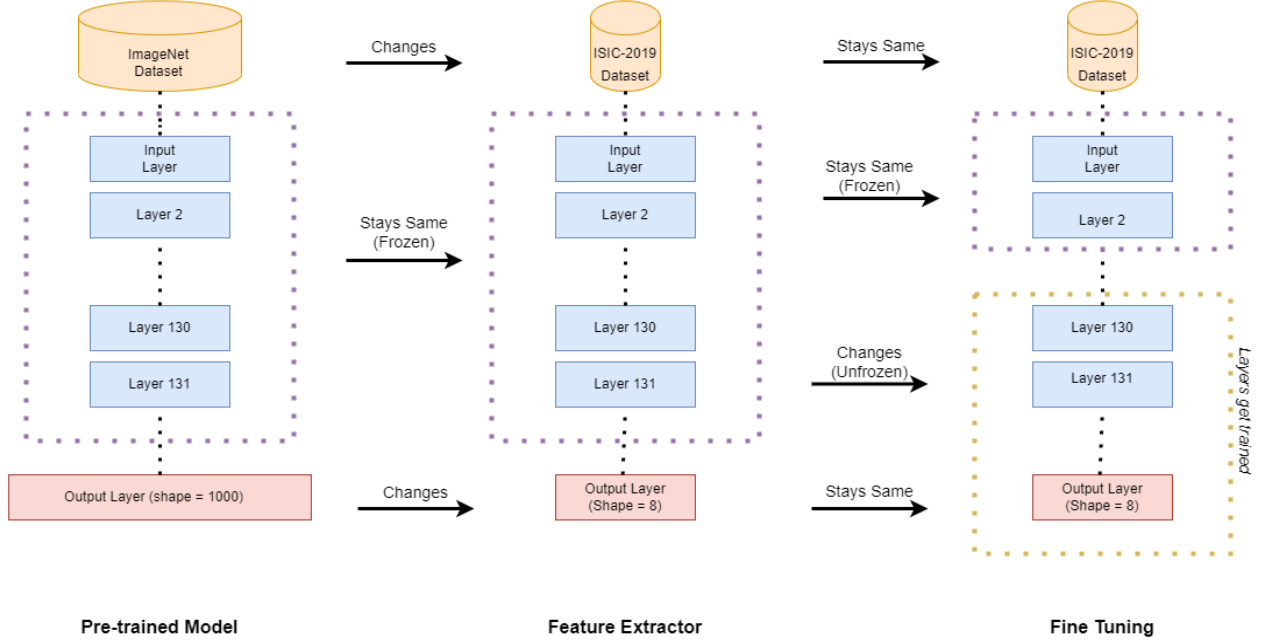 ImageNet
Dataset
Changes
ISIC-2019
Dataset
Stays Same
ISIC-2019
Dataset
Input
Layer
Layer 2
Layer 130
Layer 131
Output Layer (shape = 1000)
Stays Same
(Frozen)
Changes
Input
Layer
Layer 2
Layer 130
Layer 131
Output Layer
(Shape = 8)
Stays Same
(Frozen)
Changes
(Unfrozen)
Stays Same
Input
Layer
Layer 2
Layer 130
Layer 131
Output Layer
(Shape = 8)
Layers get trained
Pre-trained Model
Feature Extractor
Fine Tuning